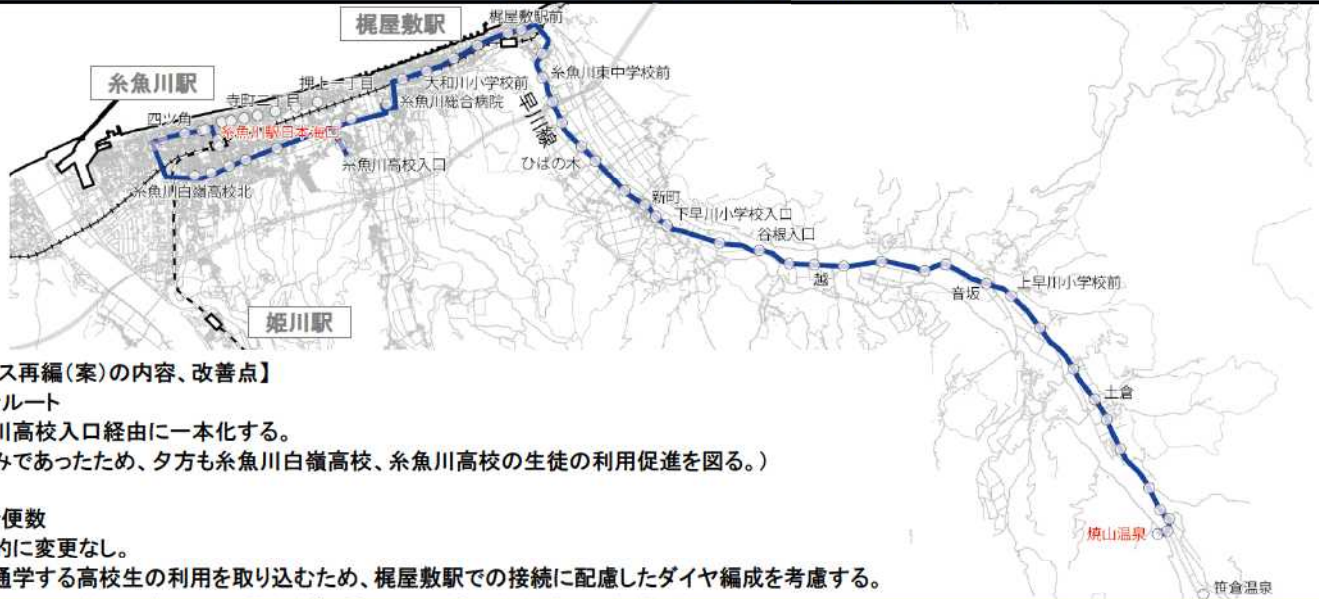 梶屋敷駅
梶屋敷駅前
糸魚川駅
押上一丁目
大和川小学校前
糸魚川東中学校前
寺町二丁目
糸魚川総合病院
早川線
四ツ角
糸魚川駅日本海口
ひばの木
糸魚川高校入口
糸魚川白嶺高校北
新町
下早川小学校入口
谷根入口
越
音坂
上早川小学校前
姫川駅
ス再編(案)の内容、改善点】
ルート
川高校入口経由に一本化する。
みであったため、夕方も糸魚川白嶺高校、糸魚川高校の生徒の利用促進を図る。)
土倉
便数
的に変更なし。
焼山温泉
通学する高校生の利用を取り込むため、梶屋敷駅での接続に配慮したダイヤ編成を考慮する。
笹倉温泉